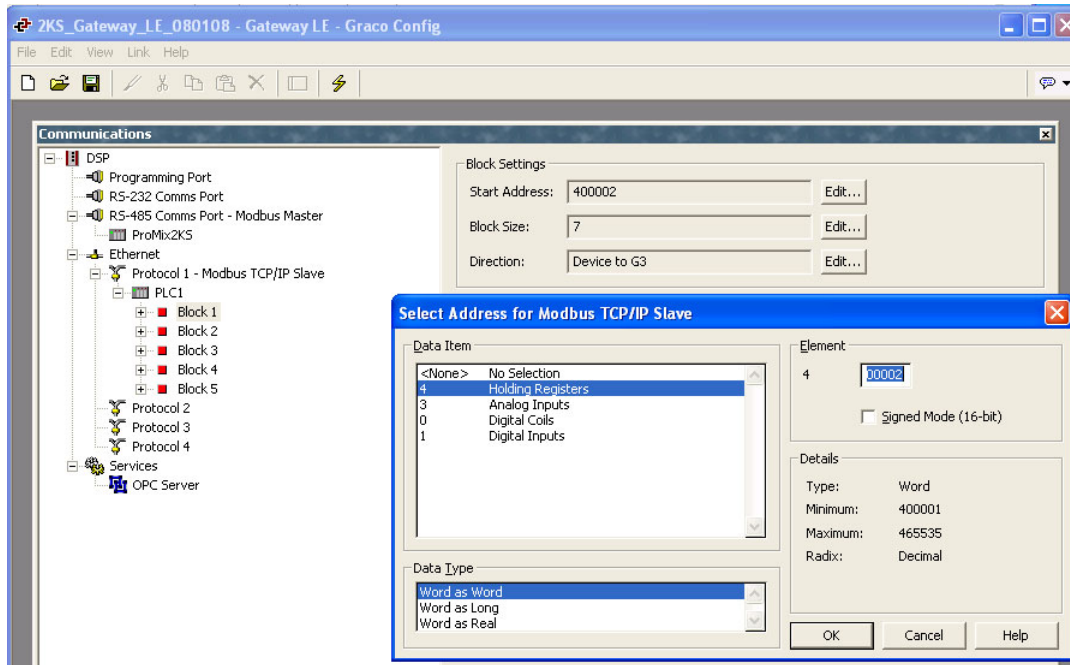 2KS_Gateway_LE_080108 - Gateway LE - Graco Config
File Edit View Link Help
Communications
DSP
Programming Port
RS-232 Comms Port
RS-485 Comms Port - Modbus Master
ProMix2KS
Ethernet
Protocol 1 - Modbus TCP/IP Slave
PLC1
Block 1
Block 2
Block 3
Block 4
Block 5
Protocol 2
Protocol 3
Protocol 4
Services
OPC Server
Block Settings
Start Address: 400002 Edit...
Block Size: 7 Edit...
Direction: Device to G3 Edit...
Select Address for Modbus TCP/IP Slave
Data Item
<None> No Selection
4 Holding Registers
3 Analog Inputs
0 Digital Coils
1 Digital Inputs
Data Type
Word as Word
Word as Long
Word as Real
Element
4 00002
Signed Mode (16-bit)
Details
Type: Word
Minimum: 400001
Maximum: 465535
Radix: Decimal
OK Cancel Help